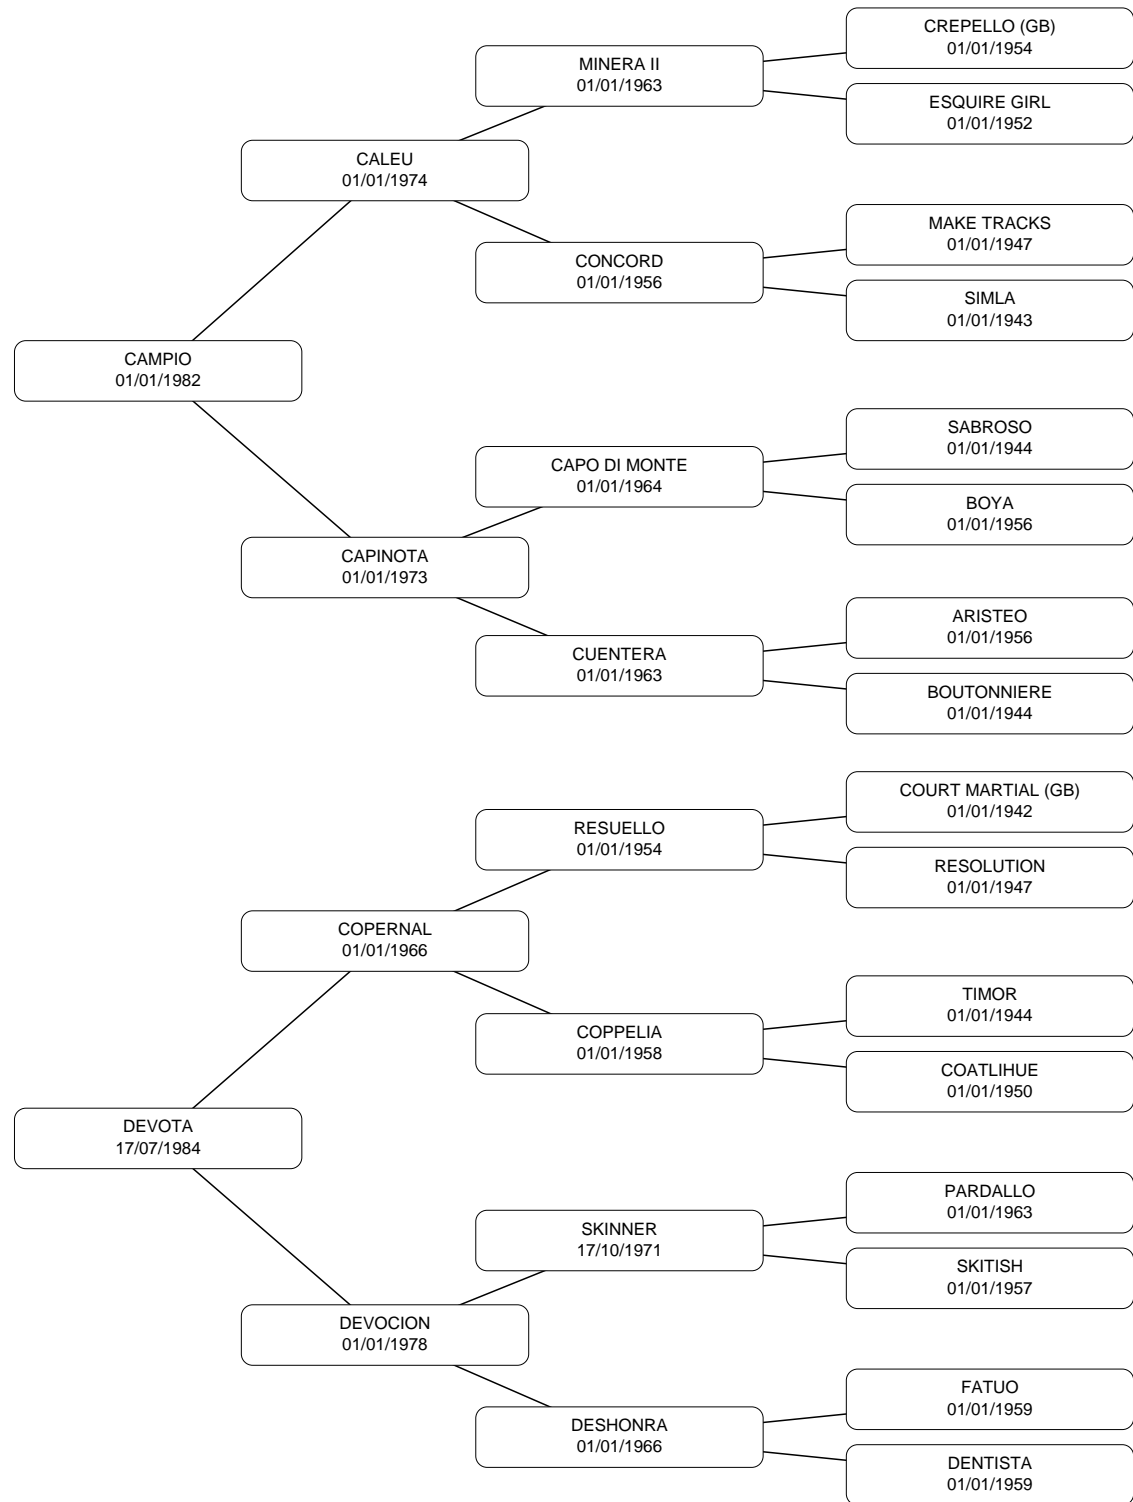 CREPELLO (GB)
01/01/1954
MINERA II
01/01/1963
ESQUIRE GIRL
01/01/1952
CALEU
01/01/1974
MAKE TRACKS
01/01/1947
CONCORD
01/01/1956
SIMLA
01/01/1943
CAMPIO
01/01/1982
SABROSO
01/01/1944
CAPO DI MONTE
01/01/1964
BOYA
01/01/1956
CAPINOTA
01/01/1973
ARISTEO
01/01/1956
CUENTERA
01/01/1963
BOUTONNIERE
01/01/1944
COURT MARTIAL (GB)
01/01/1942
RESUELLO
01/01/1954
RESOLUTION
01/01/1947
COPERNAL
01/01/1966
TIMOR
01/01/1944
COPPELIA
01/01/1958
COATLIHUE
01/01/1950
DEVOTA
17/07/1984
PARDALLO
01/01/1963
SKINNER
17/10/1971
SKITISH
01/01/1957
DEVOCION
01/01/1978
FATUO
01/01/1959
DESHONRA
01/01/1966
DENTISTA
01/01/1959